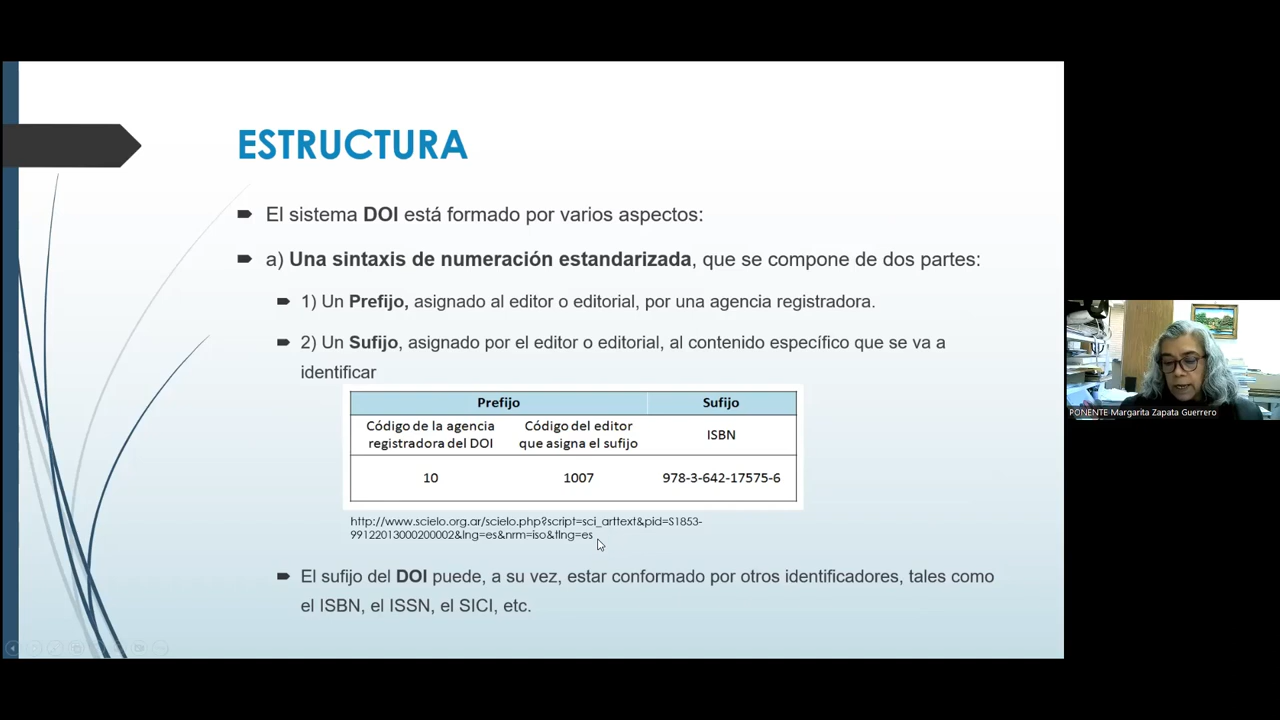 ESTRUCTURA
El sistema DOI está formado por varios aspectos:
a) Una sintaxis de numeración estandarizada, que se compone de dos partes:
1) Un Prefijo, asignado al editor o editorial, por una agencia registradora.
2) Un Sufijo, asignado por el editor o editorial, al contenido específico que se va a
identificar
Prefijo Sufijo
Código de la agencia registradora del DOI Código del editor que asigna el sufijo ISBN
10 1007 978-3-642-17575-6
http://www.scielo.org.ar/scielo.php?script=sci_arttext&pid=S1853-
99122013000200002&lng=es&nrm=iso&tlng=es
El sufijo del DOI puede, a su vez, estar conformado por otros identificadores, tales como
el ISBN, el ISSN, el SICI, etc.
PONENTE Margarita Zapata Guerrero